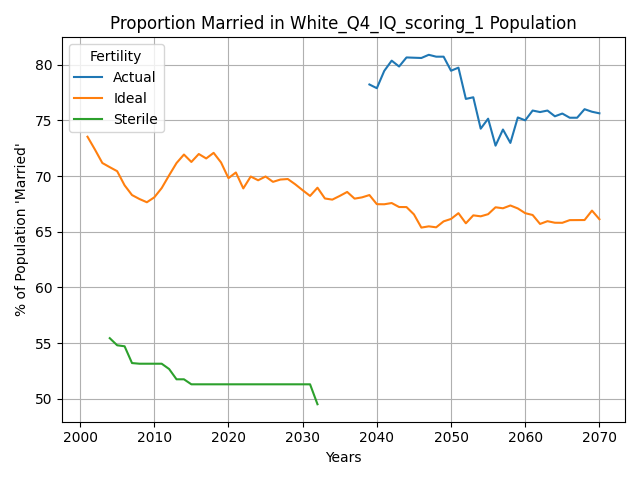 Proportion Married in White_Q4_IQ_scoring_1 Population
Fertility
Actual
Ideal
Sterile
% of Population 'Married'
80
75
70
65
60
55
50
2000 2010 2020 2030 2040 2050 2060 2070
Years